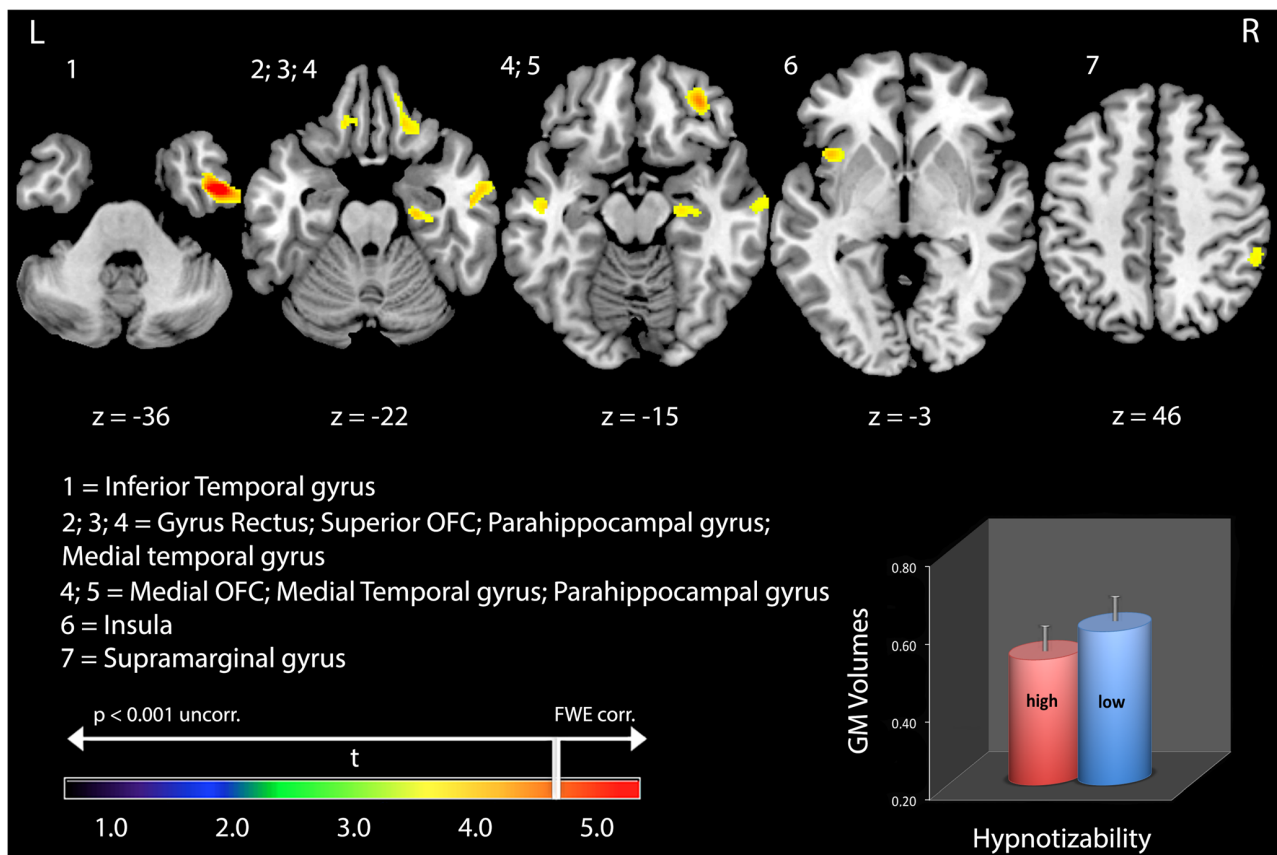 L
R
1
2; 3; 4
4; 5
6
7
z = -36
z = -22
z = -15
z = -3
z = 46
1 = Inferior Temporal gyrus
2; 3; 4 = Gyrus Rectus; Superior OFC; Parahippocampal gyrus;
Medial temporal gyrus
4; 5 = Medial OFC; Medial Temporal gyrus; Parahippocampal gyrus
6 = Insula
7 = Supramarginal gyrus
p < 0.001 uncorr.
FWE corr.
t
1.0 2.0 3.0 4.0 5.0
GM Volumes
0.80
0.60
0.40
0.20
high
low
Hypnotizability